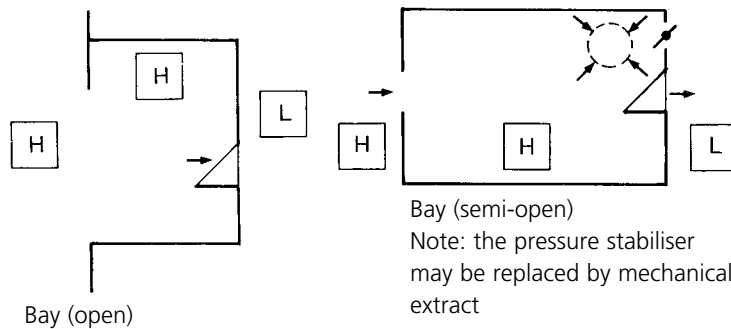 H
L
H
Bay (open)
H
H
L
Bay (semi-open)
Note: the pressure stabiliser
may be replaced by mechanical
extract